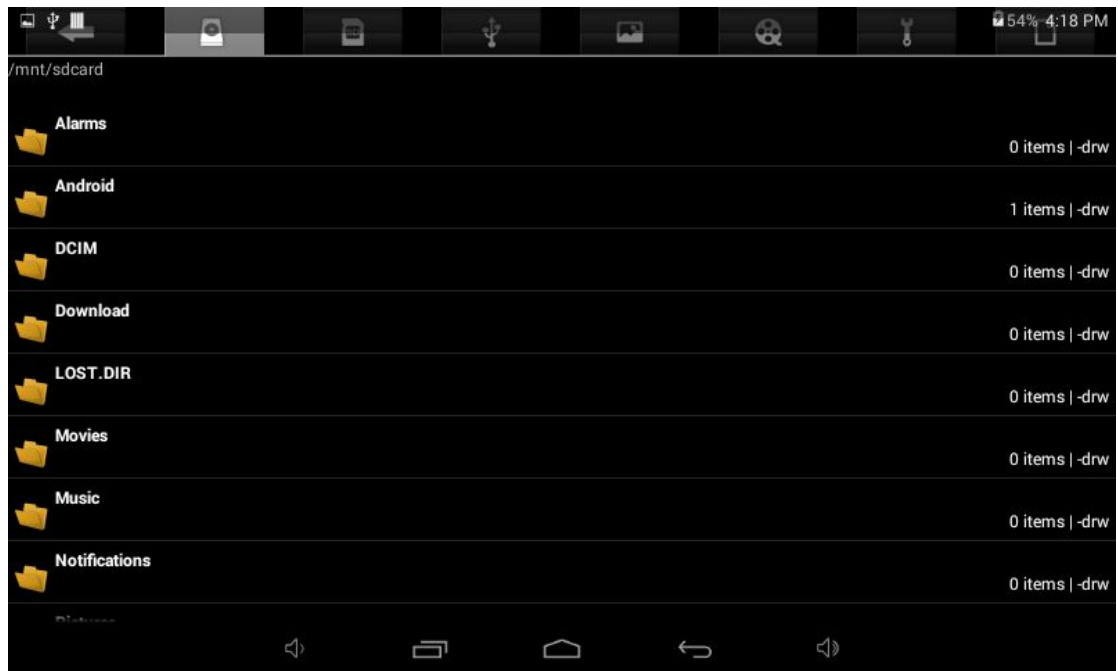 54% 4:18 PM
/mnt/sdcard
Alarms
0 items | -drw
Android
1 items | -drw
DCIM
0 items | -drw
Download
0 items | -drw
LOST.DIR
0 items | -drw
Movies
0 items | -drw
Music
0 items | -drw
Notifications
0 items | -drw
Pictures